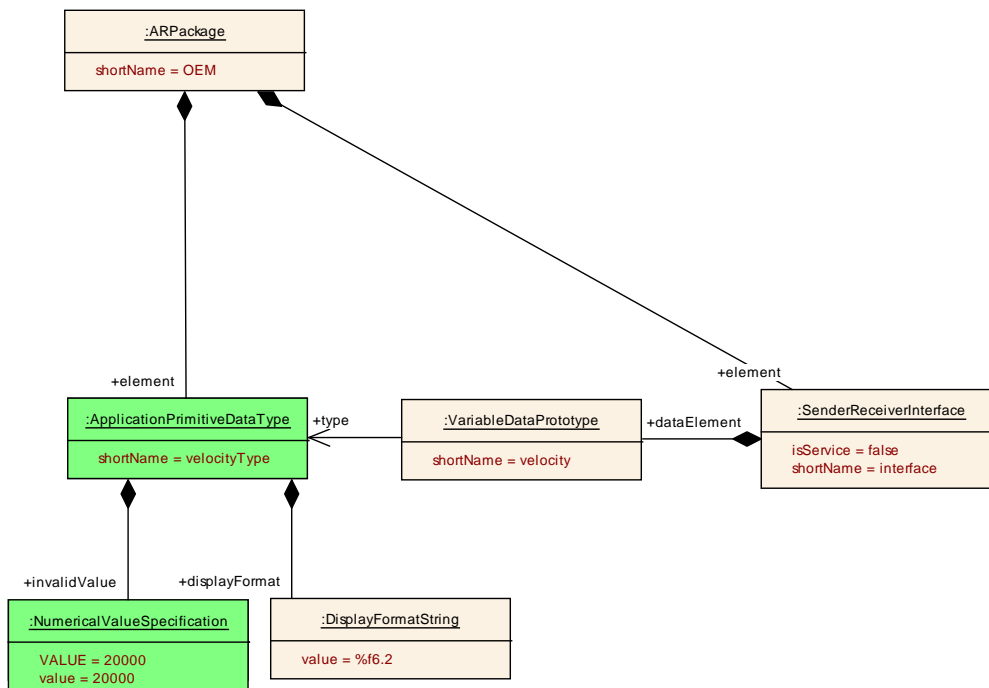 :ARPackage
shortName = OEM
+element
+element
:ApplicationPrimitiveDataType
shortName = velocityType
+type
:VariableDataPrototype
shortName = velocity
+dataElement
:SenderReceiverInterface
isService = false
shortName = interface
+invalidValue
+displayFormat
:NumericalValueSpecification
VALUE = 20000
value = 20000
:DisplayFormatString
value = %f6.2